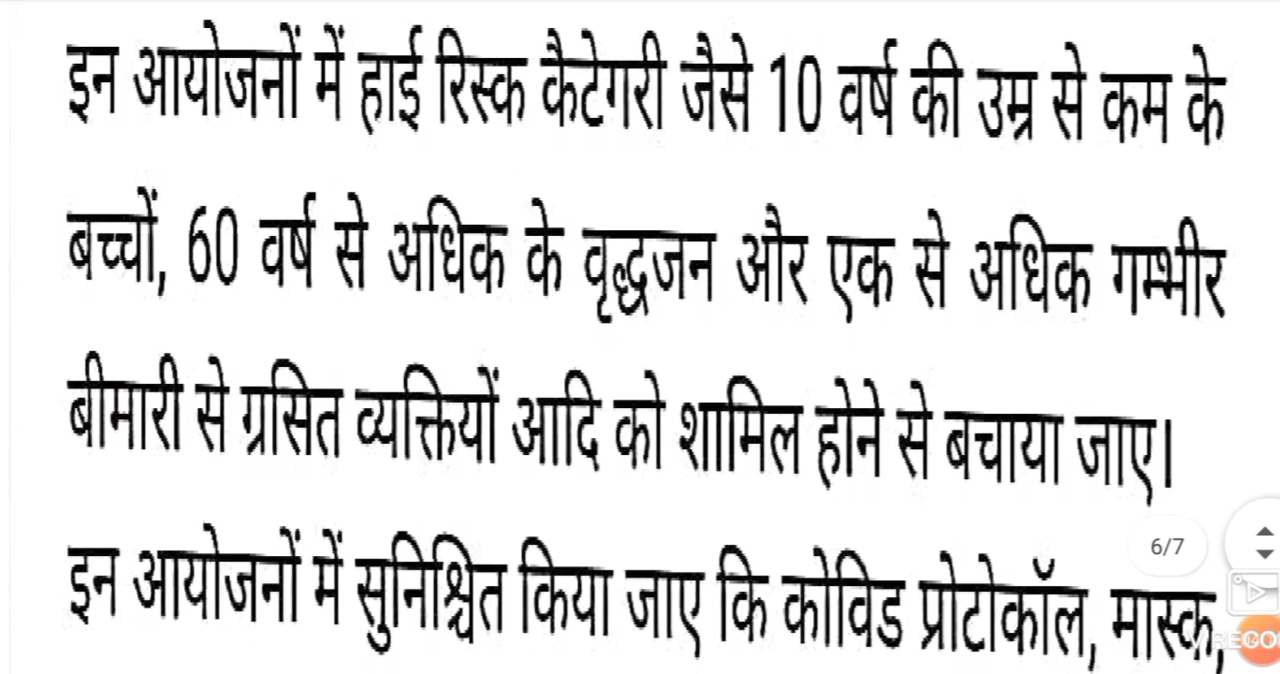 इन आयोजनों में हाई रिस्क कैटेगरी जैसे 10 वर्ष की उम्र से कम के
बच्चों, 60 वर्ष से अधिक के वृद्धजन और एक से अधिक गम्भीर
बीमारी से ग्रसित व्यक्तियों आदि को शामिल होने से बचाया जाए।
6/7
इन आयोजनों में सुनिश्चित किया जाए कि कोविड प्रोटोकॉल, मास्क,